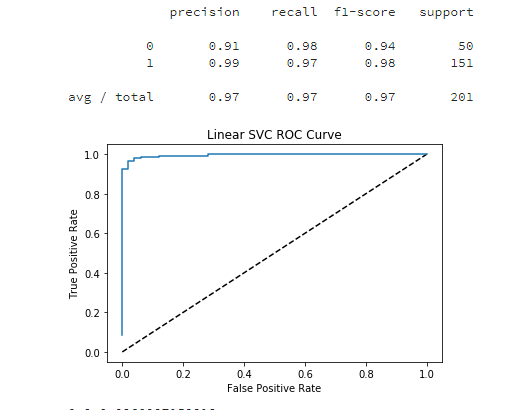 precision recall f1-score support
0 0.91 0.98 0.94 50
1 0.99 0.97 0.98 151
avg / total 0.97 0.97 0.97 201
Linear SVC ROC Curve
True Positive Rate
1.0
0.8
0.6
0.4
0.2
0.0
0.0 0.2 0.4 0.6 0.8 1.0
False Positive Rate